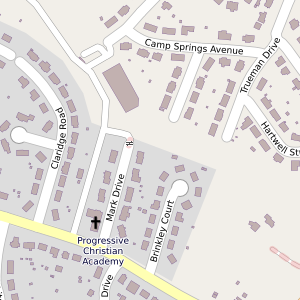 Camp Springs Avenue
Trueman Drive
Claridge Road
Hartwell St
Mark Drive
Brinkley Court
Progressive
Christian
Academy
Drive